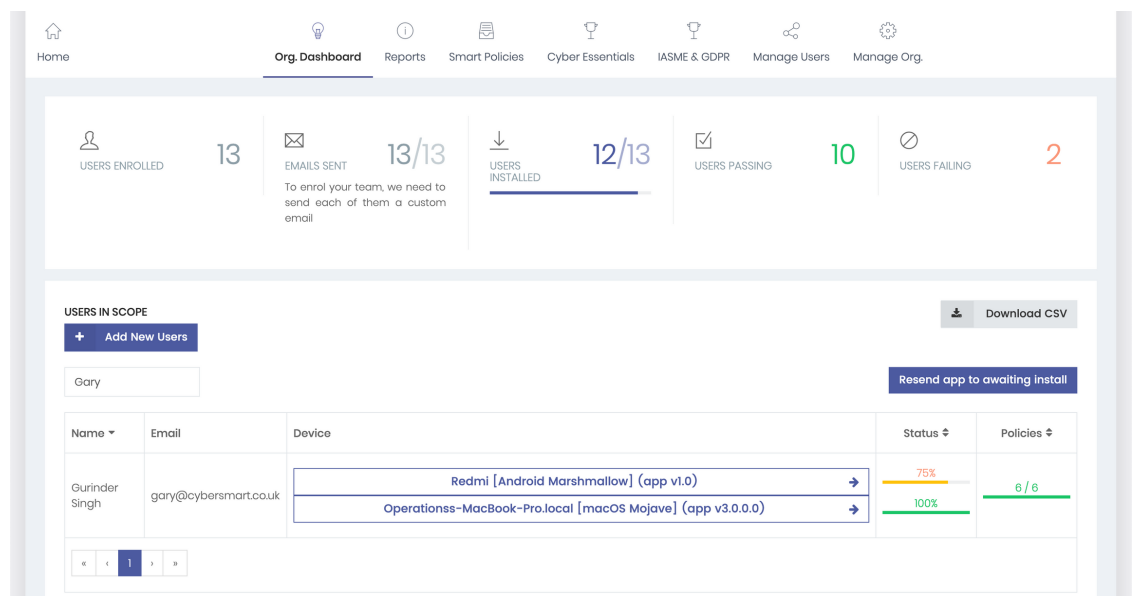 Home
Org. Dashboard
Reports
Smart Policies
Cyber Essentials
IASME & GDPR
Manage Users
Manage Org.
USERS ENROLLED
13
EMAILS SENT
13/13
To enrol your team, we need to
send each of them a custom
email
USERS
INSTALLED
12/13
USERS PASSING
10
USERS FAILING
2
USERS IN SCOPE
+ Add New Users
Download CSV
Gary
Resend app to awaiting install
Name
Email
Device
Status
Policies
Gurinder
Singh
gary@cybersmart.co.uk
Redmi [Android Marshmallow] (app v1.0)
Operationss-MacBook-Pro.local [macOS Mojave] (app v3.0.0.0)
75%
100%
6 / 6
« ‹ 1 › »